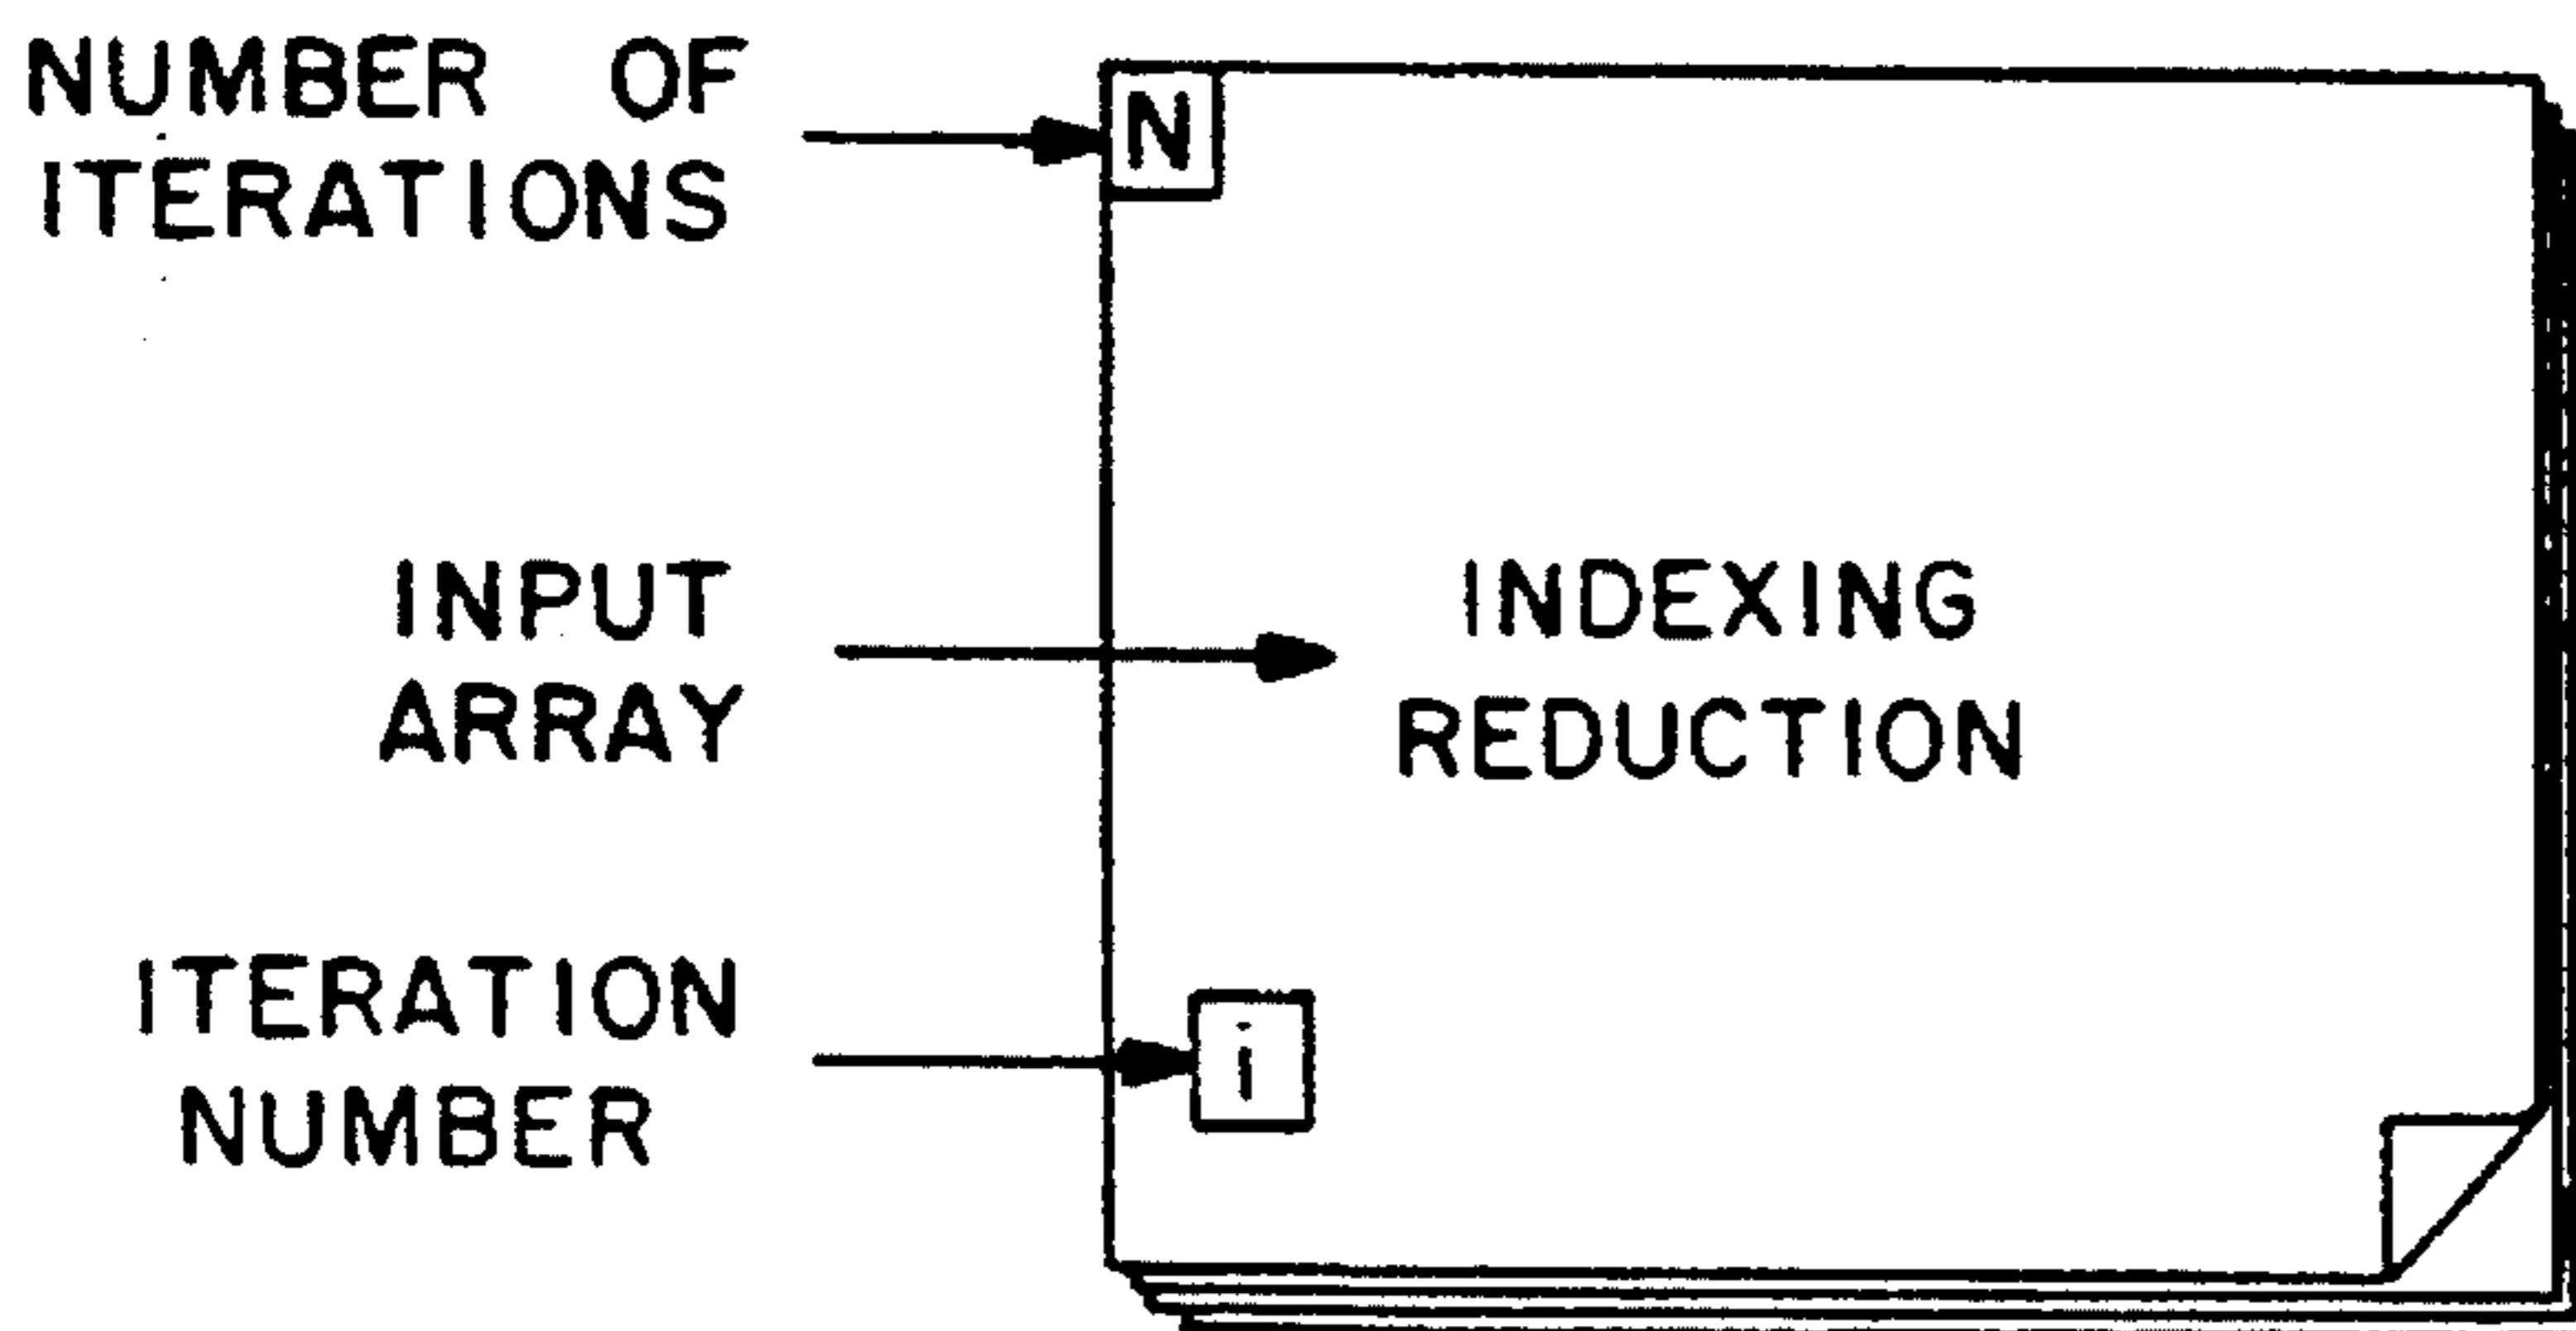 NUMBER OF
ITERATIONS
N
INPUT
ARRAY
INDEXING
REDUCTION
ITERATION
NUMBER
i